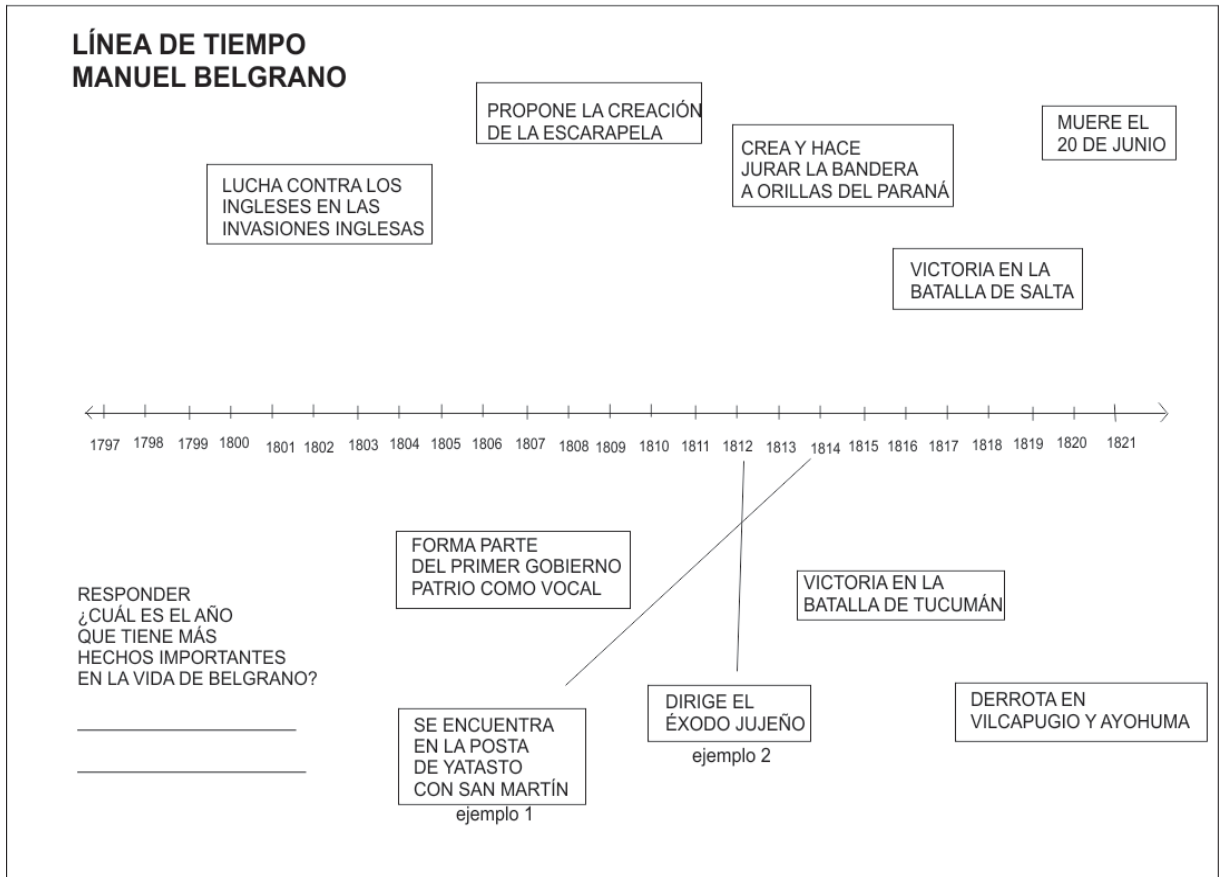 LÍNEA DE TIEMPO
MANUEL BELGRANO
PROPONE LA CREACIÓN
DE LA ESCARAPELA
MUERE EL
20 DE JUNIO
CREA Y HACE
JURAR LA BANDERA
A ORILLAS DEL PARANÁ
LUCHA CONTRA LOS
INGLESES EN LAS
INVASIONES INGLESAS
VICTORIA EN LA
BATALLA DE SALTA
1797 1798 1799 1800 1801 1802 1803 1804 1805 1806 1807 1808 1809 1810 1811 1812 1813 1814 1815 1816 1817 1818 1819 1820 1821
FORMA PARTE
DEL PRIMER GOBIERNO
PATRIO COMO VOCAL
VICTORIA EN LA
BATALLA DE TUCUMÁN
RESPONDER
¿CUÁL ES EL AÑO
QUE TIENE MÁS
HECHOS IMPORTANTES
EN LA VIDA DE BELGRANO?
SE ENCUENTRA
EN LA POSTA
DE YATASTO
CON SAN MARTÍN
ejemplo 1
DIRIGE EL
ÉXODO JUJEÑO
ejemplo 2
DERROTA EN
VILCAPUGIO Y AYOHUMA